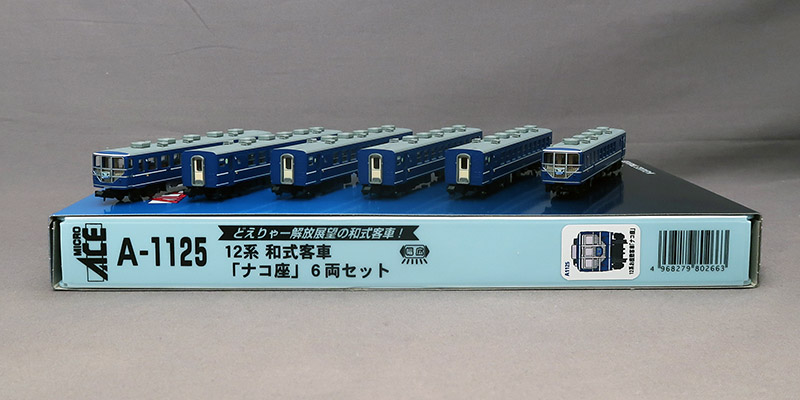 MICRO
ACE
A-1125
どえりゃー解放展望の和式客車！
12系 和式客車
「ナコ座」6両セット
A1125
4 968279 802663